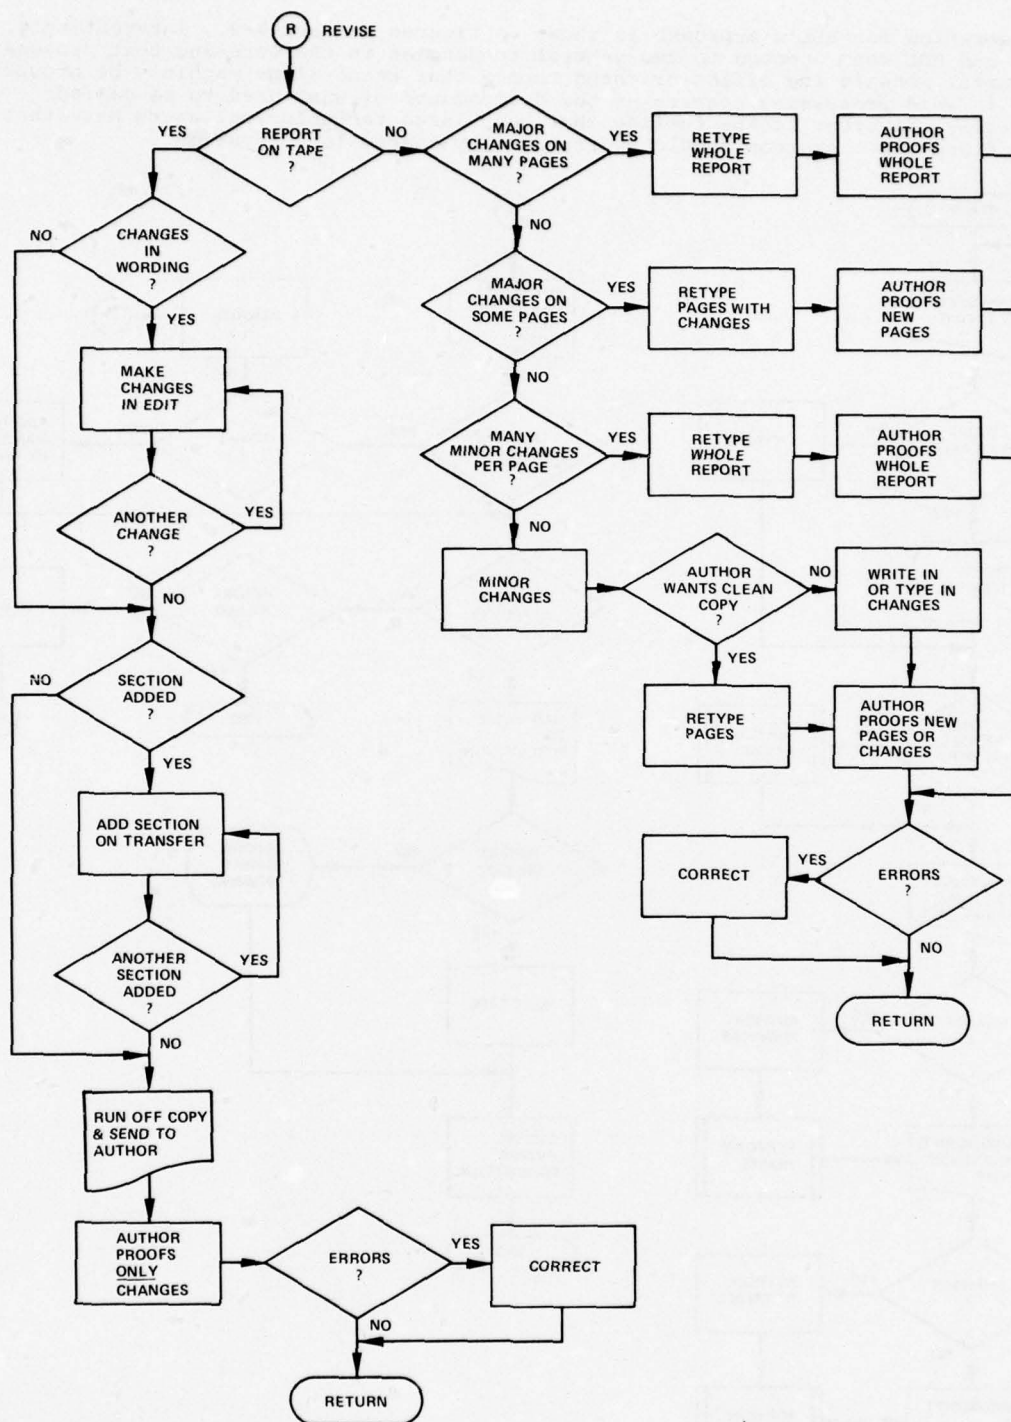 R REVISE
REPORT
ON TAPE
?
YES
NO
MAJOR
CHANGES ON
MANY PAGES
?
YES
RETYPE
WHOLE
REPORT
AUTHOR
PROOFS
WHOLE
REPORT
NO
CHANGES
IN
WORDING
?
NO
YES
MAJOR
CHANGES ON
SOME PAGES
?
YES
RETYPE
PAGES WITH
CHANGES
AUTHOR
PROOFS
NEW
PAGES
NO
MAKE
CHANGES
IN EDIT
MANY
MINOR CHANGES
PER PAGE
?
YES
RETYPE
WHOLE
REPORT
AUTHOR
PROOFS
WHOLE
REPORT
NO
ANOTHER
CHANGE
?
YES
NO
MINOR
CHANGES
AUTHOR
WANTS CLEAN
COPY
?
NO
WRITE IN
OR TYPE IN
CHANGES
YES
SECTION
ADDED
?
NO
YES
RETYPE
PAGES
AUTHOR
PROOFS NEW
PAGES OR
CHANGES
ADD SECTION
ON TRANSFER
ERRORS
?
YES
CORRECT
NO
RETURN
ANOTHER
SECTION
ADDED
?
YES
NO
RUN OFF COPY
& SEND TO
AUTHOR
AUTHOR
PROOFS
ONLY
CHANGES
ERRORS
?
YES
CORRECT
NO
RETURN